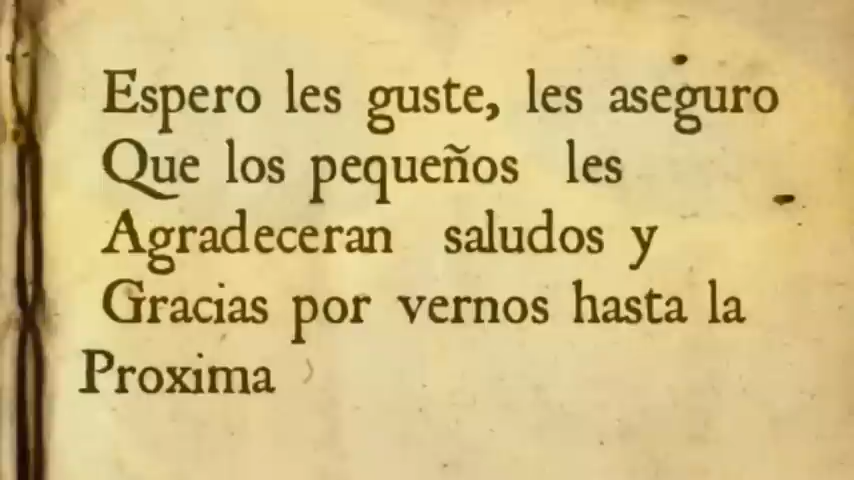 Espero les guste, les aseguro
Que los pequeños les
Agradeceran saludos y
Gracias por vernos hasta la
Proxima